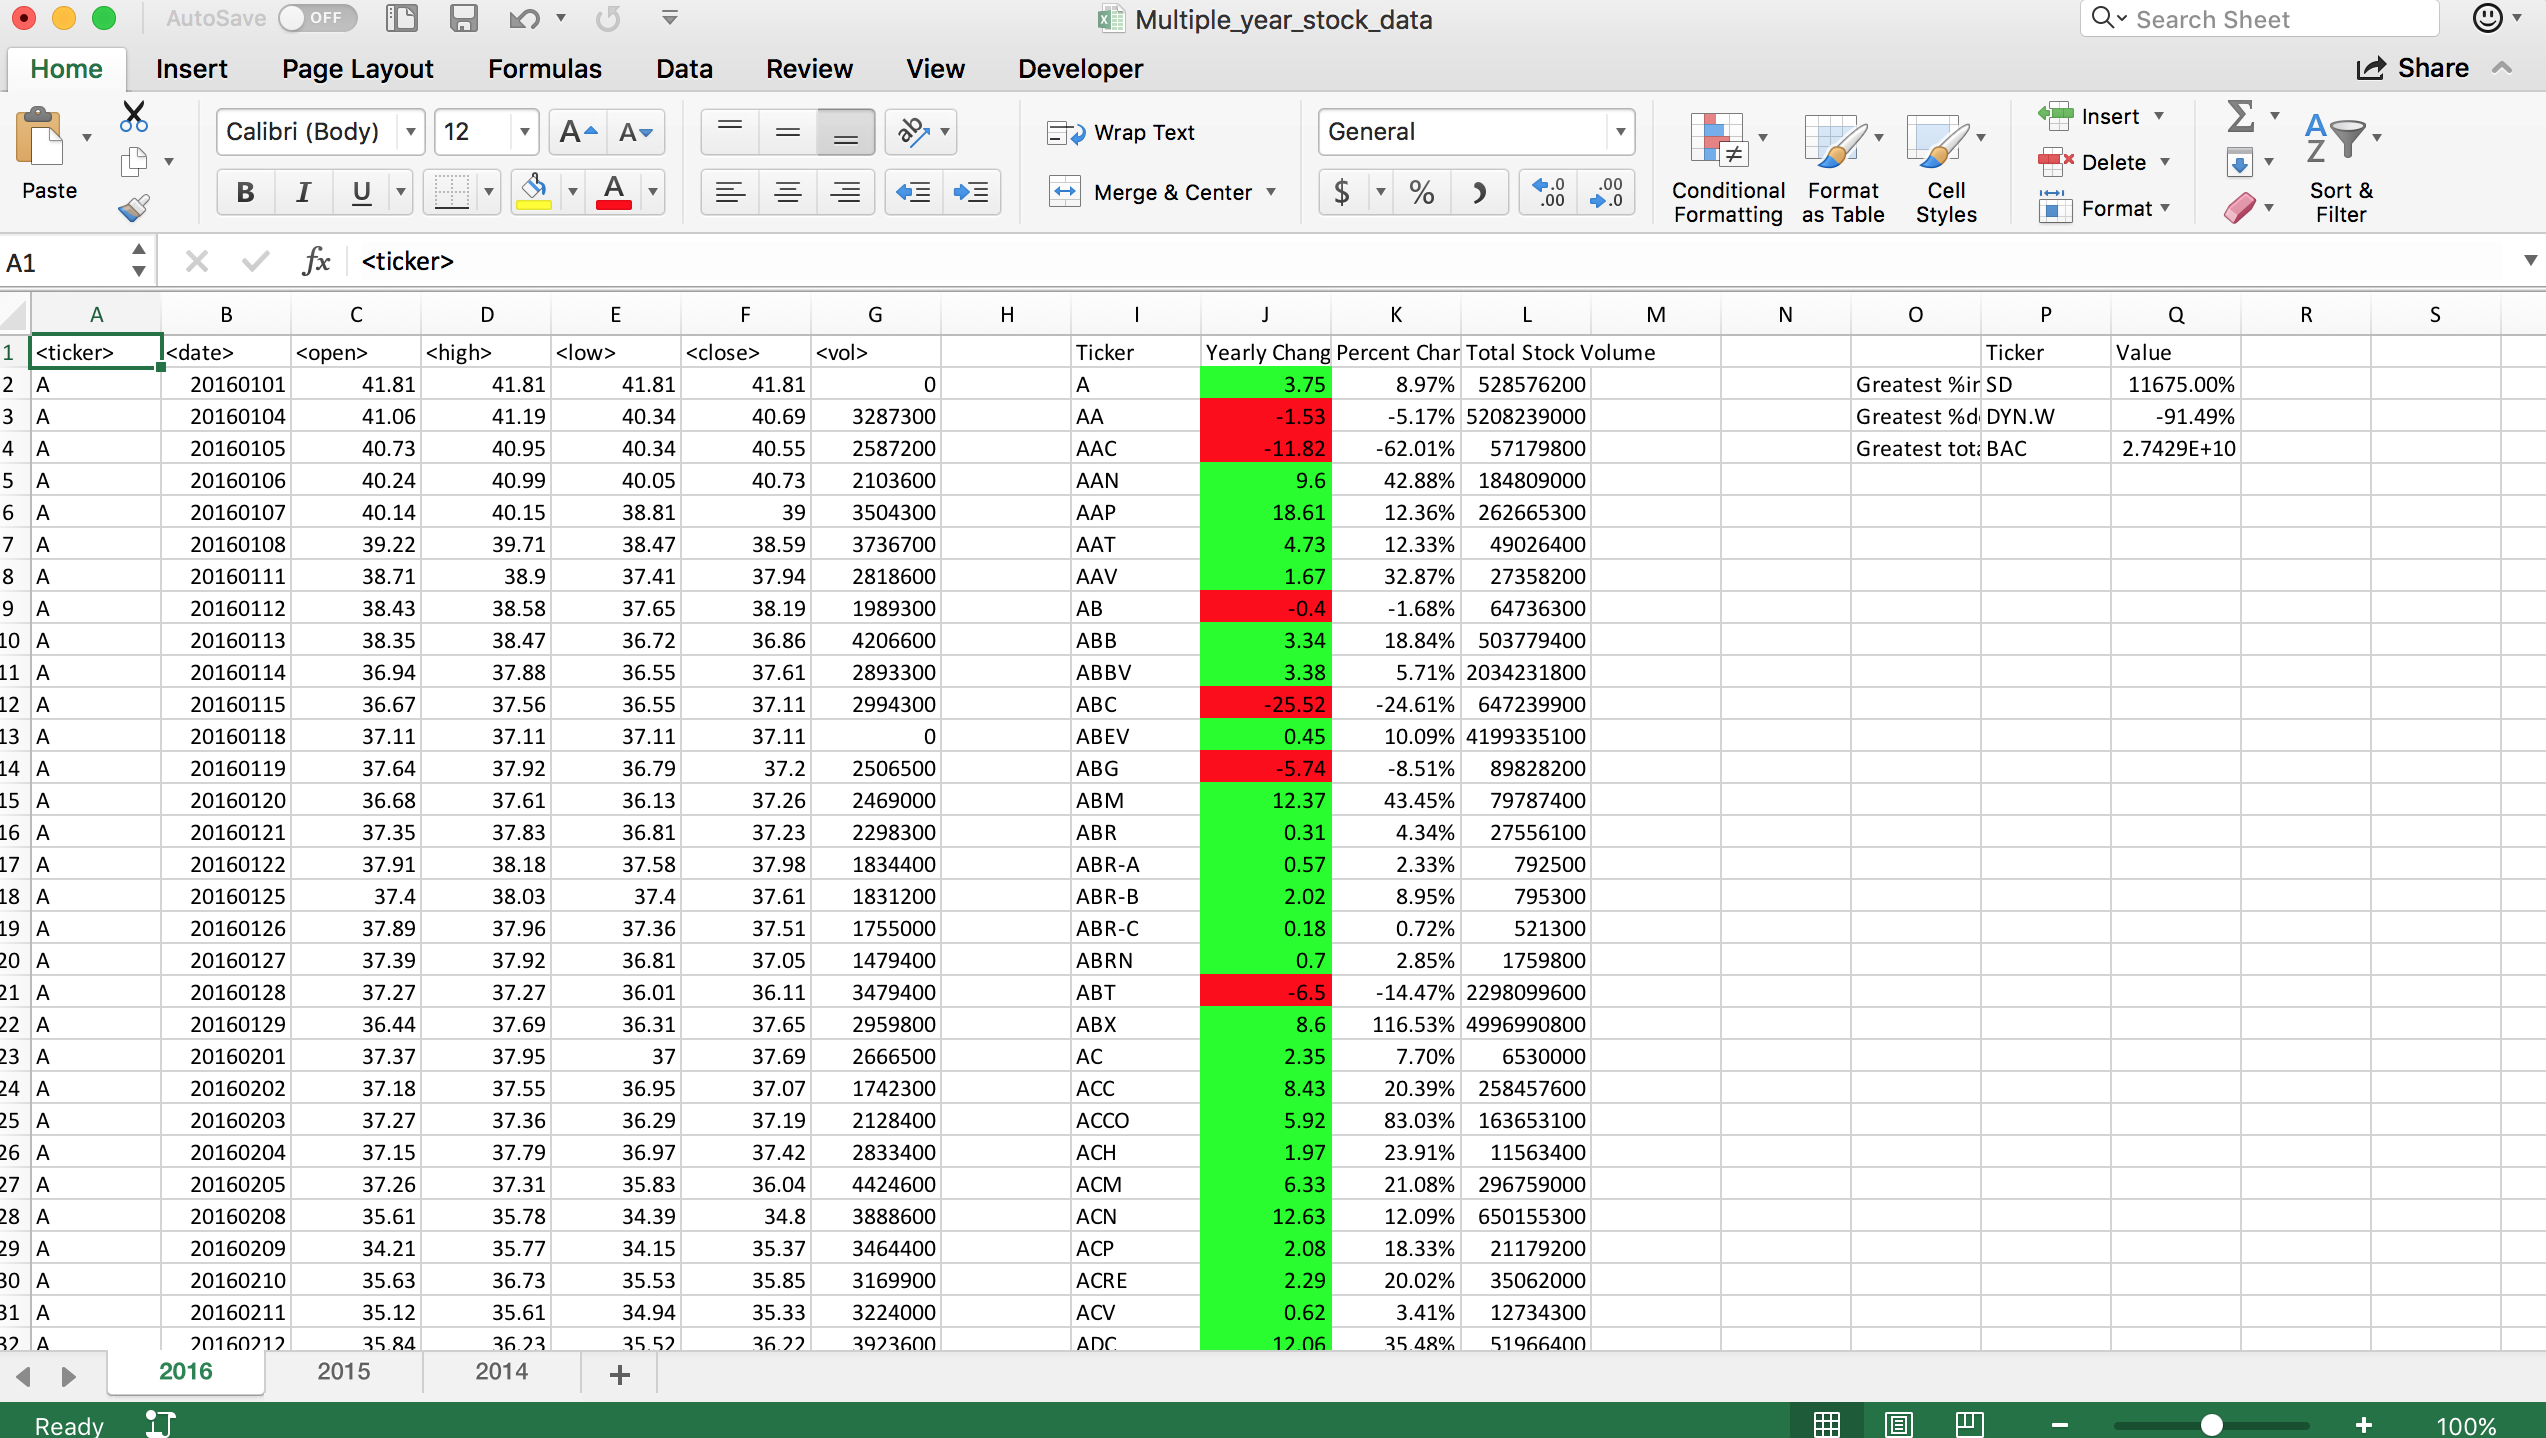 AutoSave OFF Multiple_year_stock_data Search Sheet
Home Insert Page Layout Formulas Data Review View Developer Share
Paste Calibri (Body) 12 A A ab Wrap Text General Conditional Formatting Format as Table Cell Styles Insert Delete Format Σ A Z Sort & Filter
B I U A Merge & Center $ % .0 .00 .00 .0
A1 fx <ticker>
A B C D E F G H I J K L M N O P Q R S
1 <ticker> <date> <open> <high> <low> <close> <vol> Ticker Yearly Chang Percent Char Total Stock Volume Ticker Value
2 A 20160101 41.81 41.81 41.81 41.81 0 A 3.75 8.97% 528576200 Greatest %ir SD 11675.00%
3 A 20160104 41.06 41.19 40.34 40.69 3287300 AA -1.53 -5.17% 5208239000 Greatest %d DYN.W -91.49%
4 A 20160105 40.73 40.95 40.34 40.55 2587200 AAC -11.82 -62.01% 57179800 Greatest tota BAC 2.7429E+10
5 A 20160106 40.24 40.99 40.05 40.73 2103600 AAN 9.6 42.88% 184809000
6 A 20160107 40.14 40.15 38.81 39 3504300 AAP 18.61 12.36% 262665300
7 A 20160108 39.22 39.71 38.47 38.59 3736700 AAT 4.73 12.33% 49026400
8 A 20160111 38.71 38.9 37.41 37.94 2818600 AAV 1.67 32.87% 27358200
9 A 20160112 38.43 38.58 37.65 38.19 1989300 AB -0.4 -1.68% 64736300
10 A 20160113 38.35 38.47 36.72 36.86 4206600 ABB 3.34 18.84% 503779400
11 A 20160114 36.94 37.88 36.55 37.61 2893300 ABBV 3.38 5.71% 2034231800
12 A 20160115 36.67 37.56 36.55 37.11 2994300 ABC -25.52 -24.61% 647239900
13 A 20160118 37.11 37.11 37.11 37.11 0 ABEV 0.45 10.09% 4199335100
14 A 20160119 37.64 37.92 36.79 37.2 2506500 ABG -5.74 -8.51% 89828200
15 A 20160120 36.68 37.61 36.13 37.26 2469000 ABM 12.37 43.45% 79787400
16 A 20160121 37.35 37.83 36.81 37.23 2298300 ABR 0.31 4.34% 27556100
17 A 20160122 37.91 38.18 37.58 37.98 1834400 ABR-A 0.57 2.33% 792500
18 A 20160125 37.4 38.03 37.4 37.61 1831200 ABR-B 2.02 8.95% 795300
19 A 20160126 37.89 37.96 37.36 37.51 1755000 ABR-C 0.18 0.72% 521300
20 A 20160127 37.39 37.92 36.81 37.05 1479400 ABRN 0.7 2.85% 1759800
21 A 20160128 37.27 37.27 36.01 36.11 3479400 ABT -6.5 -14.47% 2298099600
22 A 20160129 36.44 37.69 36.31 37.65 2959800 ABX 8.6 116.53% 4996990800
23 A 20160201 37.37 37.95 37 37.69 2666500 AC 2.35 7.70% 6530000
24 A 20160202 37.18 37.55 36.95 37.07 1742300 ACC 8.43 20.39% 258457600
25 A 20160203 37.27 37.36 36.29 37.19 2128400 ACCO 5.92 83.03% 163653100
26 A 20160204 37.15 37.79 36.97 37.42 2833400 ACH 1.97 23.91% 11563400
27 A 20160205 37.26 37.31 35.83 36.04 4424600 ACM 6.33 21.08% 296759000
28 A 20160208 35.61 35.78 34.39 34.8 3888600 ACN 12.63 12.09% 650155300
29 A 20160209 34.21 35.77 34.15 35.37 3464400 ACP 2.08 18.33% 21179200
30 A 20160210 35.63 36.73 35.53 35.85 3169900 ACRE 2.29 20.02% 35062000
31 A 20160211 35.12 35.61 34.94 35.33 3224000 ACV 0.62 3.41% 12734300
32 A 20160212 35.84 36.23 35.52 36.22 3923600 ADC 12.06 35.48% 51966400
2016 2015 2014 +
Ready 100%